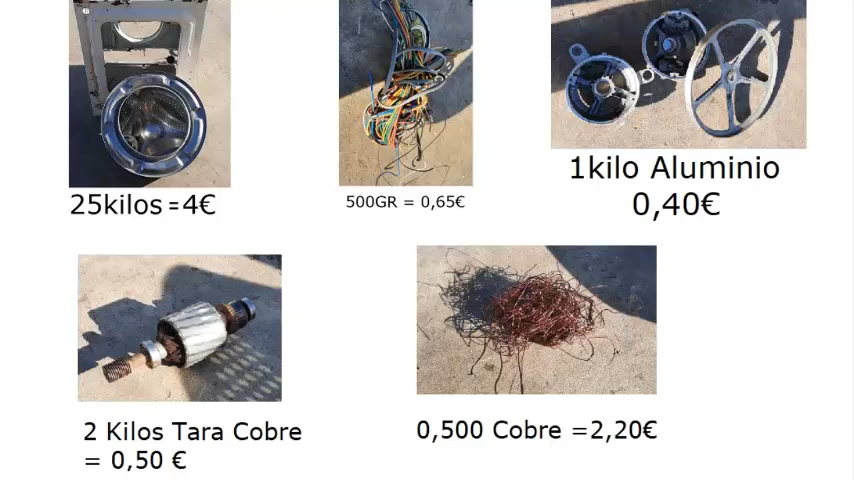 25kilos = 4€
500GR = 0,65€
1kilo Aluminio
0,40€
2 Kilos Tara Cobre
= 0,50 €
0,500 Cobre =2,20€